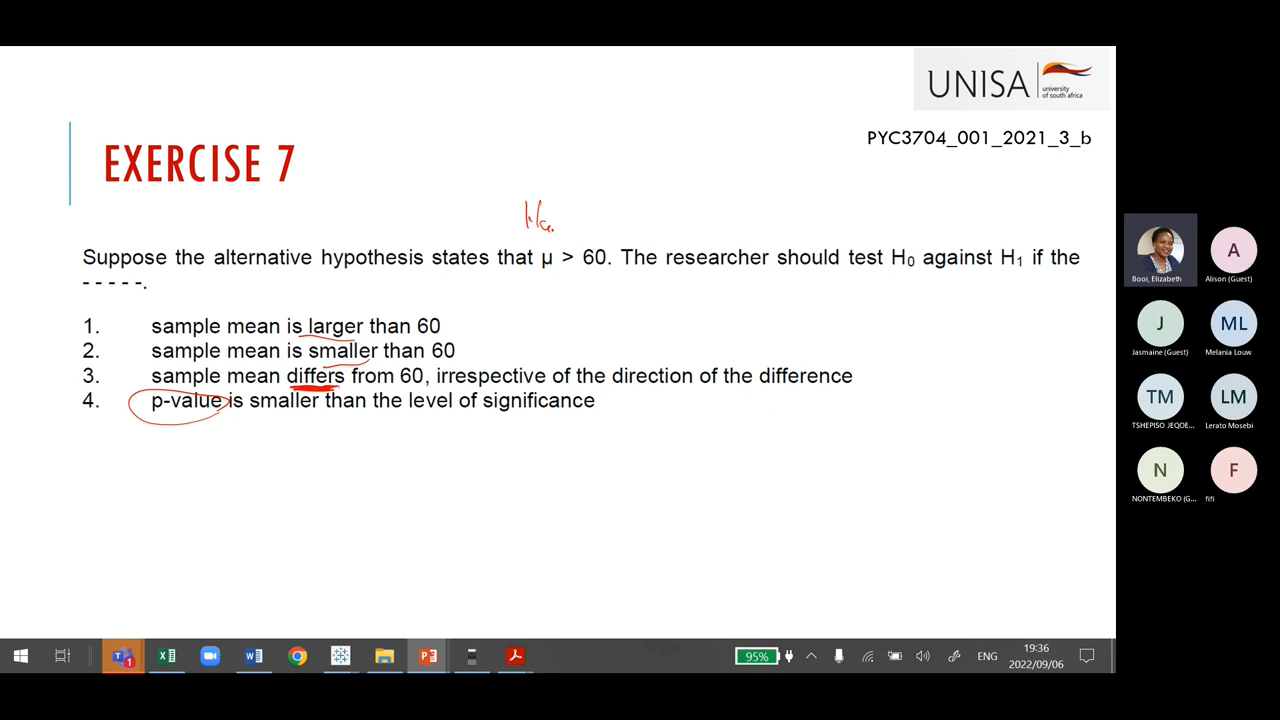 UNISA
university
of south africa
PYC3704_001_2021_3_b
EXERCISE 7
Suppose the alternative hypothesis states that µ > 60. The researcher should test H₀ against H₁ if the
- - - - -.
1. sample mean is larger than 60
2. sample mean is smaller than 60
3. sample mean differs from 60, irrespective of the direction of the difference
4. p-value is smaller than the level of significance
Booi, Elizabeth
A
Alison (Guest)
J
Jasmaine (Guest)
ML
Melania Louw
TM
TSHEPISO JEQOE...
LM
Lerato Mosebi
N
NONTEMBEKO (G...
F
fifi
1
95%
ENG
19:36
2022/09/06